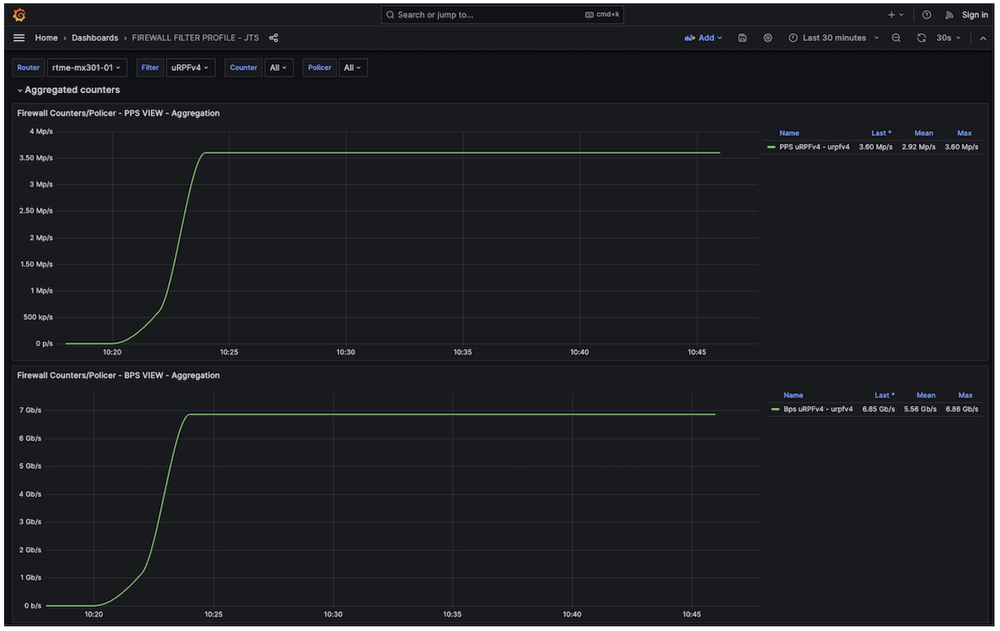 Search or jump to... cmd+k Sign in
Home › Dashboards › FIREWALL FILTER PROFILE - JTS Add Last 30 minutes 30s
Router rtme-mx301-01 Filter uRPFv4 Counter All Policer All
Aggregated counters
Firewall Counters/Policer - PPS VIEW - Aggregation
4 Mp/s
3.50 Mp/s
3 Mp/s
2.50 Mp/s
2 Mp/s
1.50 Mp/s
1 Mp/s
500 kp/s
0 p/s
10:20 10:25 10:30 10:35 10:40 10:45
Name Last * Mean Max
PPS uRPFv4 - urpfv4 3.60 Mp/s 2.92 Mp/s 3.60 Mp/s
Firewall Counters/Policer - BPS VIEW - Aggregation
7 Gb/s
6 Gb/s
5 Gb/s
4 Gb/s
3 Gb/s
2 Gb/s
1 Gb/s
0 b/s
10:20 10:25 10:30 10:35 10:40 10:45
Name Last * Mean Max
Bps uRPFv4 - urpfv4 6.85 Gb/s 5.56 Gb/s 6.86 Gb/s